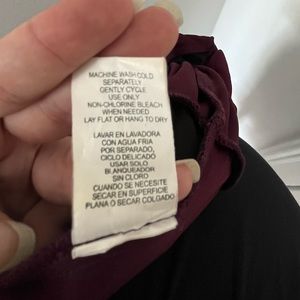 MACHINE WASH COLD
SEPARATELY
GENTLY CYCLE
USE ONLY
NON-CHLORINE BLEACH
WHEN NEEDED
LAY FLAT OR HANG TO DRY
LAVAR EN LAVADORA
CON AGUA FRIA
POR SEPARADO,
CICLO DELICADO
USAR SOLO
BLANQUEADOR
SIN CLORO
CUANDO SE NECESITE
SECAR EN SUPERFICIE
PLANA Ó SECAR COLGADO